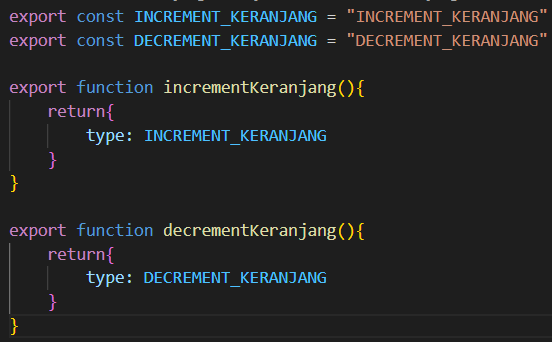 export const INCREMENT_KERANJANG = "INCREMENT_KERANJANG"
export const DECREMENT_KERANJANG = "DECREMENT_KERANJANG"
export function incrementKeranjang(){
return{
type: INCREMENT_KERANJANG
}
}
export function decrementKeranjang(){
return{
type: DECREMENT_KERANJANG
}
}